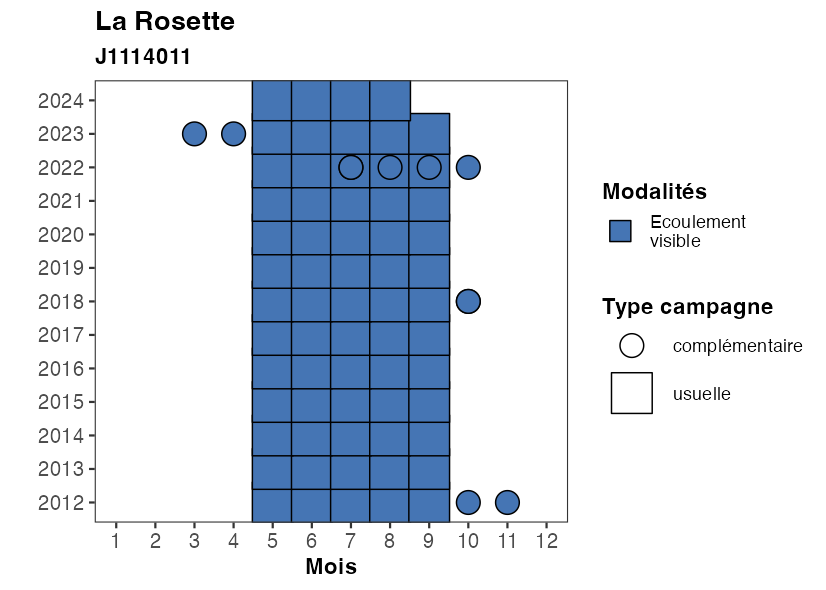 La Rosette
J1114011
2024
2023
2022
2021
2020
2019
2018
2017
2016
2015
2014
2013
2012
1 2 3 4 5 6 7 8 9 10 11 12
Mois
Modalités
Ecoulement
visible
Type campagne
complémentaire
usuelle